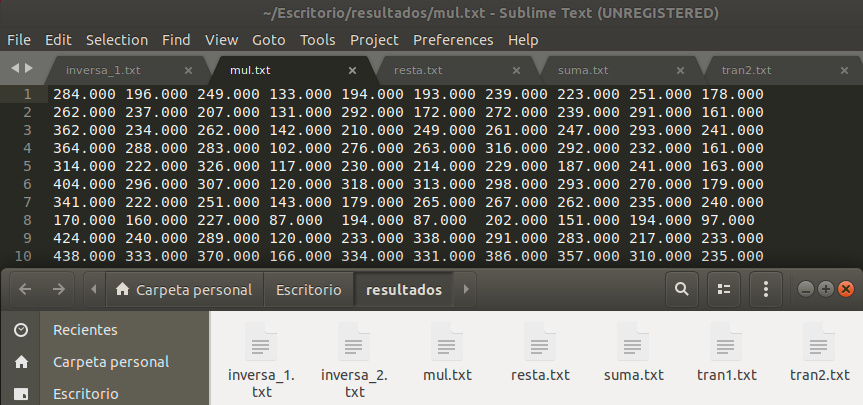 ~/Escritorio/resultados/mul.txt - Sublime Text (UNREGISTERED)
File Edit Selection Find View Goto Tools Project Preferences Help
inversa_1.txt × mul.txt × resta.txt × suma.txt × tran2.txt ×
1 284.000 196.000 249.000 133.000 194.000 193.000 239.000 223.000 251.000 178.000
2 262.000 237.000 207.000 131.000 292.000 172.000 272.000 239.000 291.000 161.000
3 362.000 234.000 262.000 142.000 210.000 249.000 261.000 247.000 293.000 241.000
4 364.000 288.000 283.000 102.000 276.000 263.000 316.000 292.000 232.000 161.000
5 314.000 222.000 326.000 117.000 230.000 214.000 229.000 187.000 241.000 163.000
6 404.000 296.000 307.000 120.000 318.000 313.000 298.000 293.000 270.000 179.000
7 341.000 222.000 251.000 143.000 179.000 265.000 267.000 262.000 235.000 240.000
8 170.000 160.000 227.000 87.000 194.000 87.000 202.000 151.000 194.000 97.000
9 424.000 240.000 289.000 120.000 233.000 338.000 291.000 283.000 217.000 233.000
10 438.000 333.000 370.000 166.000 334.000 331.000 386.000 357.000 310.000 235.000
Carpeta personal Escritorio resultados
Recientes
Carpeta personal
Escritorio
inversa_1.txt
inversa_2.txt
mul.txt
resta.txt
suma.txt
tran1.txt
tran2.txt